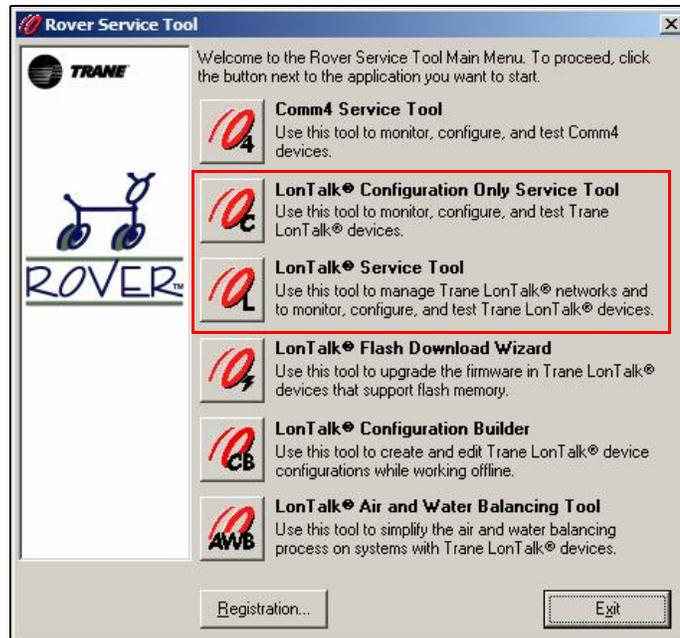 Rover Service Tool
TRANE
ROVER™
Welcome to the Rover Service Tool Main Menu. To proceed, click
the button next to the application you want to start.
4
Comm4 Service Tool
Use this tool to monitor, configure, and test Comm4
devices.
C
LonTalk® Configuration Only Service Tool
Use this tool to monitor, configure, and test Trane
LonTalk® devices.
L
LonTalk® Service Tool
Use this tool to manage Trane LonTalk® networks and
to monitor, configure, and test Trane LonTalk® devices.
LonTalk® Flash Download Wizard
Use this tool to upgrade the firmware in Trane LonTalk®
devices that support flash memory.
CB
LonTalk® Configuration Builder
Use this tool to create and edit Trane LonTalk® device
configurations while working offline.
AWB
LonTalk® Air and Water Balancing Tool
Use this tool to simplify the air and water balancing
process on systems with Trane LonTalk® devices.
Registration...
Exit